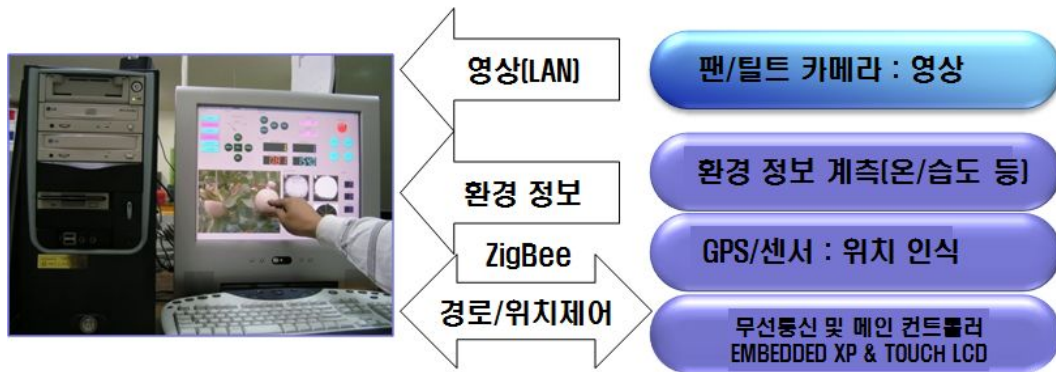 영상(LAN)
팬/틸트 카메라 : 영상
환경 정보
환경 정보 계측(온/습도 등)
ZigBee
GPS/센서 : 위치 인식
경로/위치제어
무선통신 및 메인 컨트롤러
EMBEDDED XP & TOUCH LCD